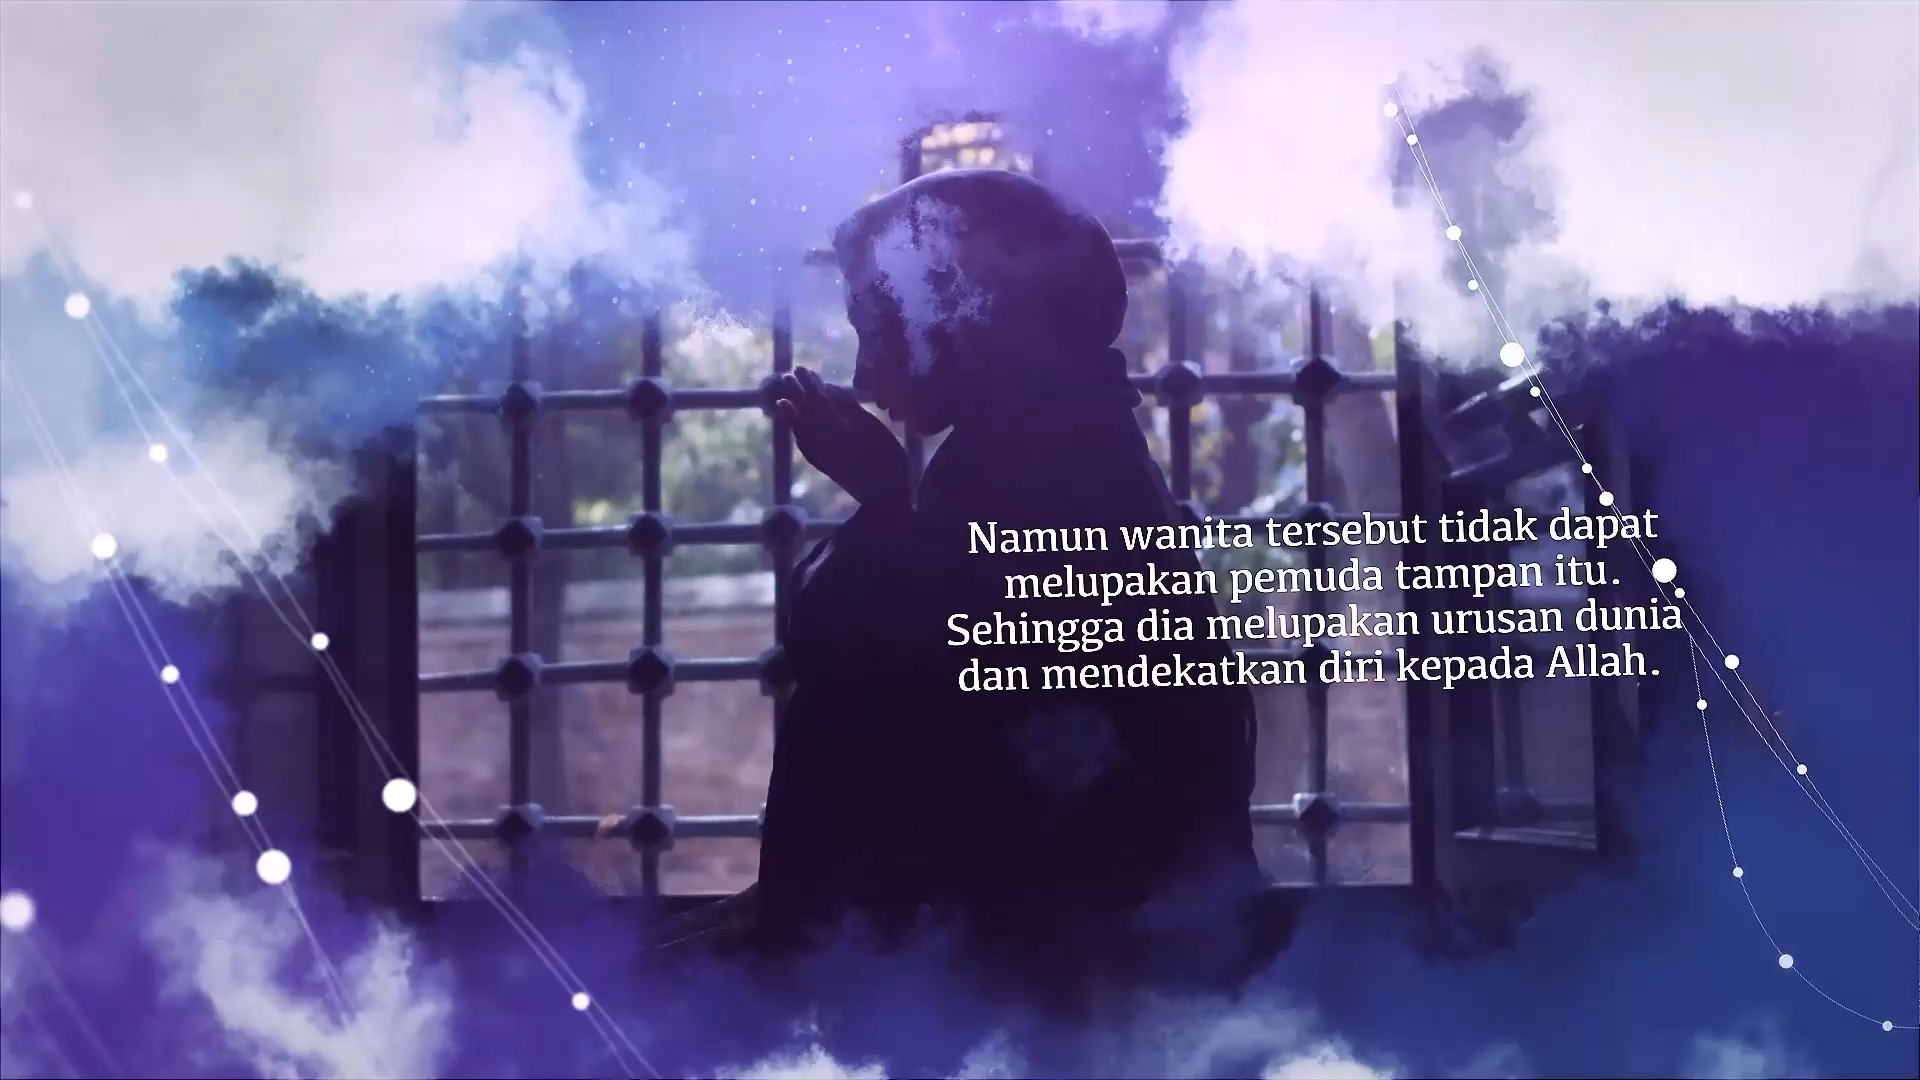 Namun wanita tersebut tidak dapat
melupakan pemuda tampan itu.
Sehingga dia melupakan urusan dunia
dan mendekatkan diri kepada Allah.